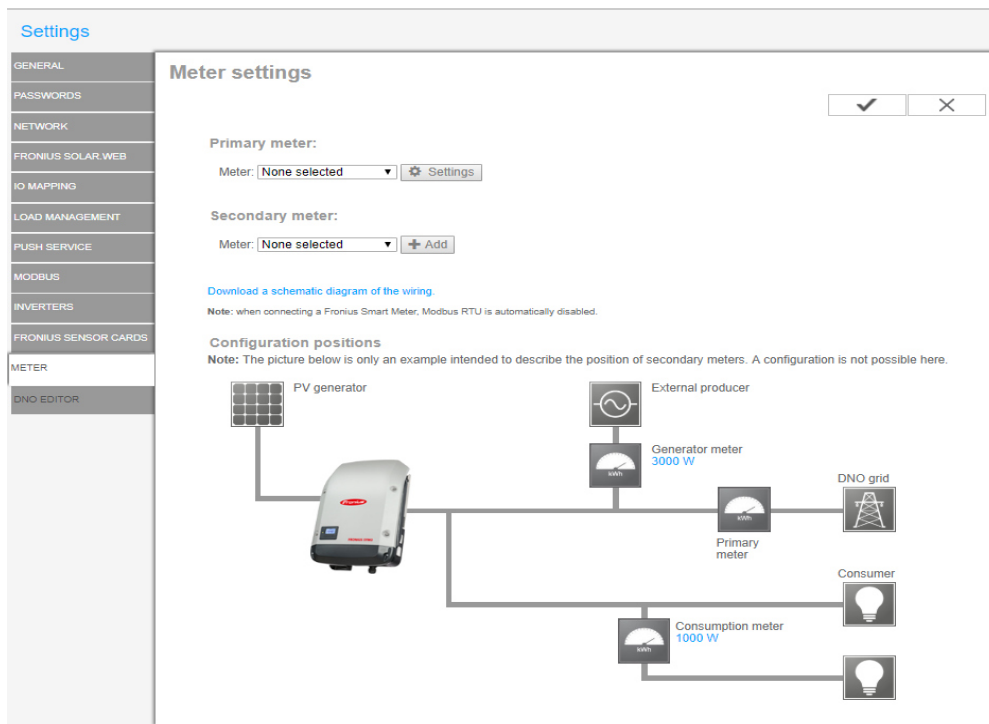 Settings
GENERAL
PASSWORDS
NETWORK
FRONIUS SOLAR.WEB
IO MAPPING
LOAD MANAGEMENT
PUSH SERVICE
MODBUS
INVERTERS
FRONIUS SENSOR CARDS
METER
DNO EDITOR
Meter settings
Primary meter:
Meter: None selected Settings
Secondary meter:
Meter: None selected Add
Download a schematic diagram of the wiring.
Note: when connecting a Fronius Smart Meter, Modbus RTU is automatically disabled.
Configuration positions
Note: The picture below is only an example intended to describe the position of secondary meters. A configuration is not possible here.
PV generator
External producer
kWh
Generator meter
3000 W
DNO grid
kWh
Primary
meter
Fronius
Consumer
kWh
Consumption meter
1000 W